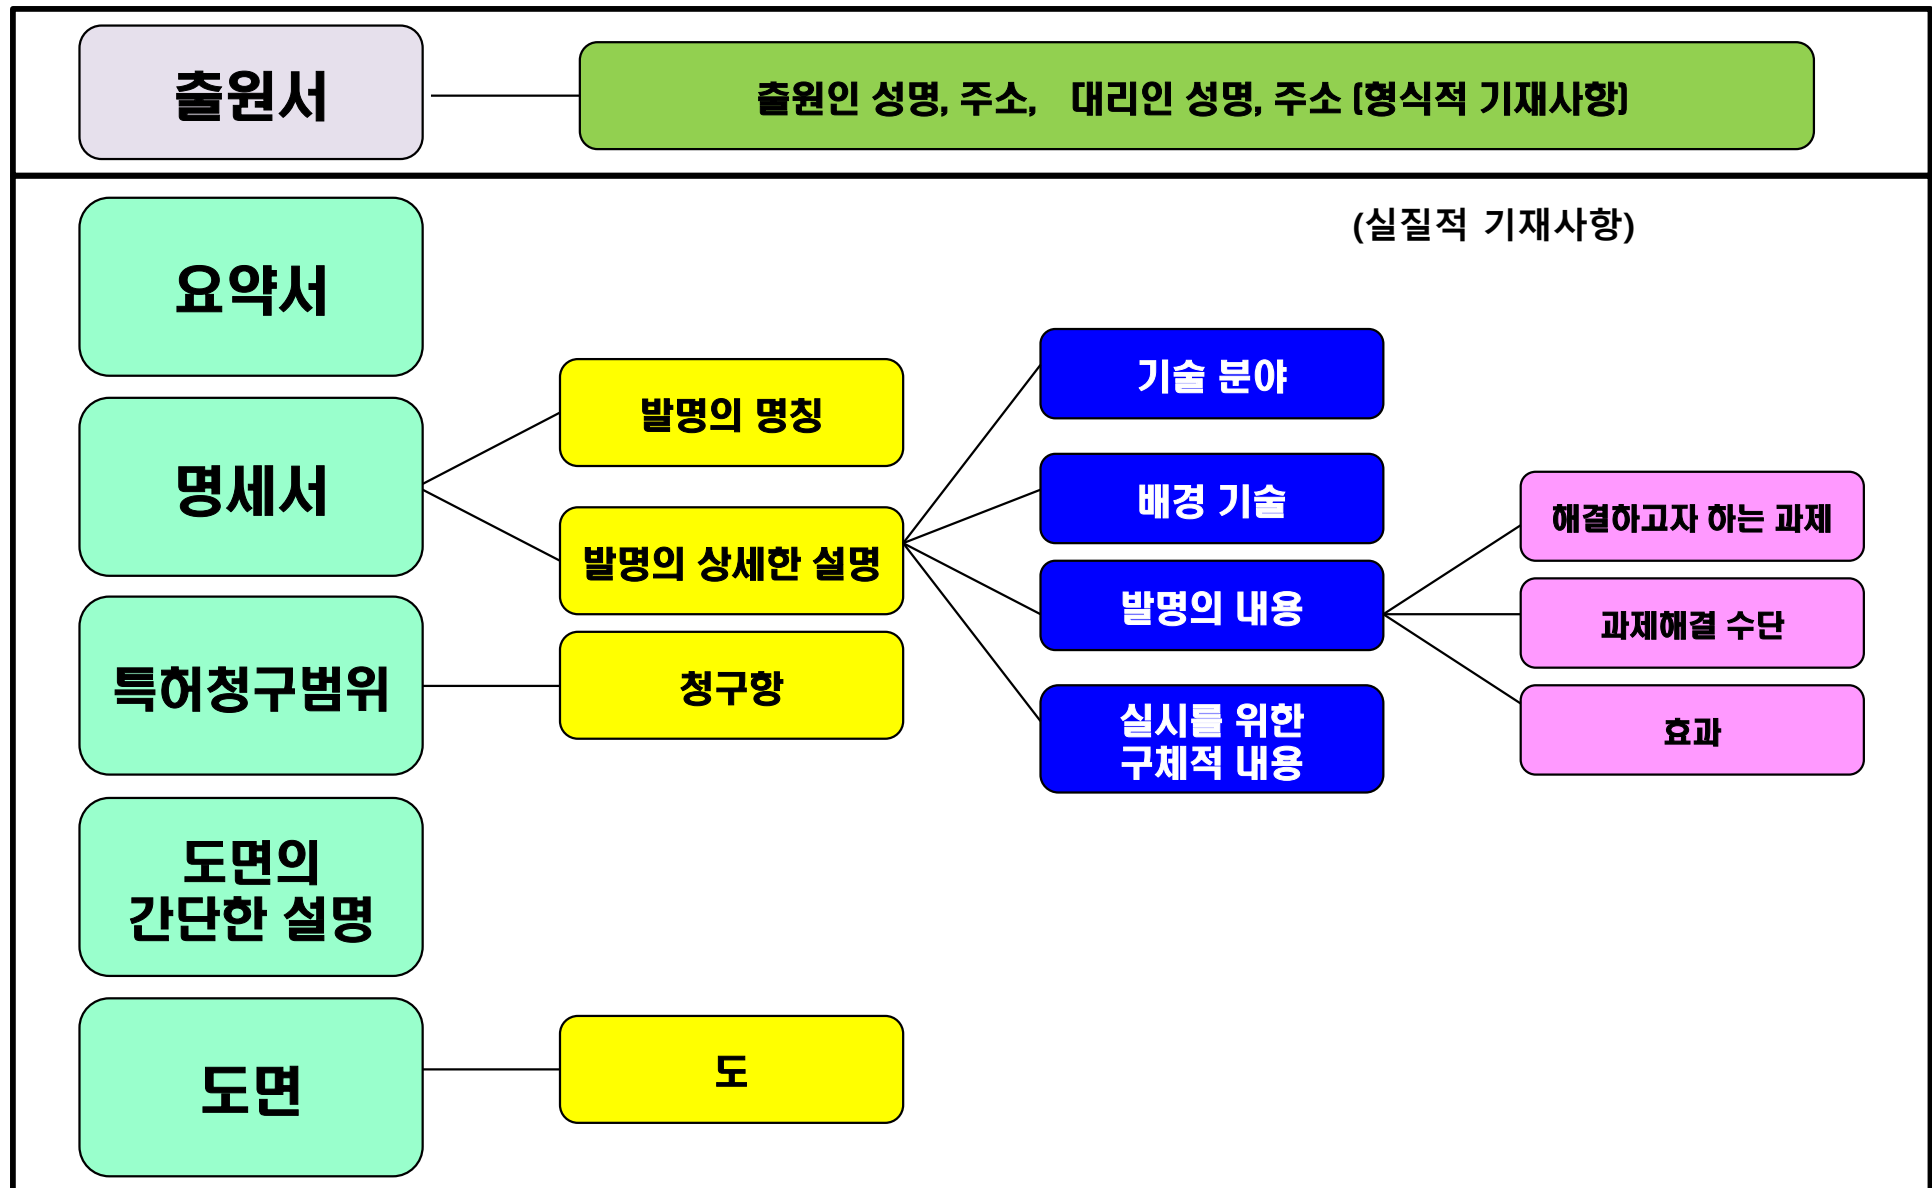 출원서
출원인 성명, 주소, 대리인 성명, 주소 (형식적 기재사항)
(실질적 기재사항)
요약서
명세서
발명의 명칭
발명의 상세한 설명
기술 분야
배경 기술
발명의 내용
실시를 위한
구체적 내용
해결하고자 하는 과제
과제해결 수단
효과
특허청구범위
청구항
도면의
간단한 설명
도면
도